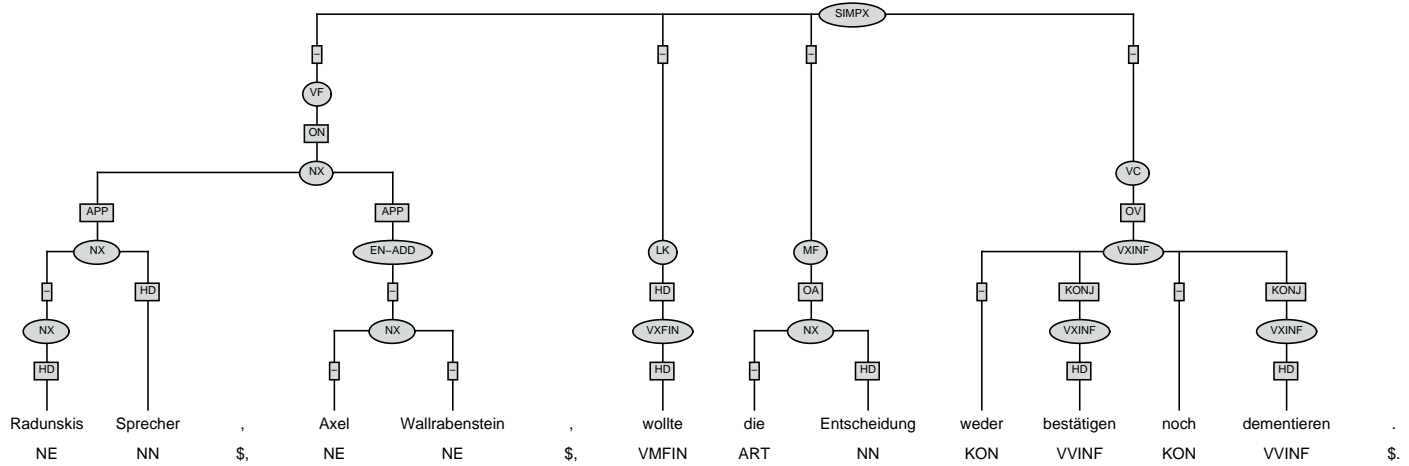 SIMPX
– – – –
VF
ON
NX VC
APP APP OV
NX EN–ADD LK MF VXINF
– HD – HD OA – KONJ – KONJ
NX NX VXFIN NX VXINF VXINF
HD – – HD – HD HD HD
Radunskis Sprecher , Axel Wallrabenstein , wollte die Entscheidung weder bestätigen noch dementieren .
NE NN $, NE NE $, VMFIN ART NN KON VVINF KON VVINF $.